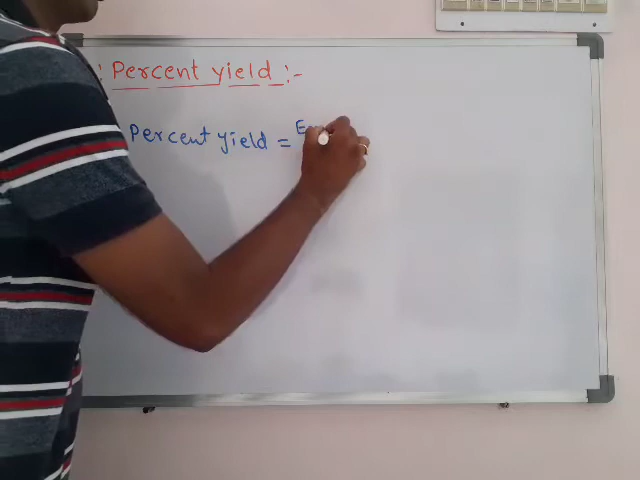 : Percent yield :-
Percent yield = E